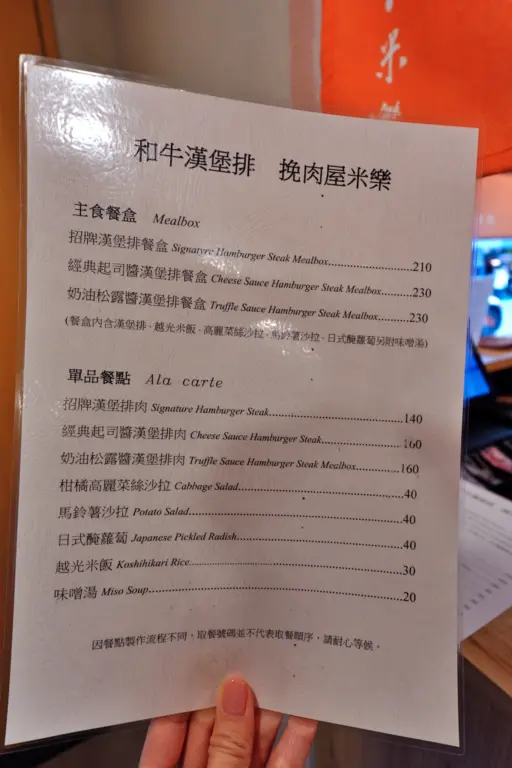 米樂
和牛漢堡排 挽肉屋米樂
主食餐盒 Mealbox
招牌漢堡排餐盒 Signature Hamburger Steak Mealbox.....210
經典起司醬漢堡排餐盒 Cheese Sauce Hamburger Steak Mealbox.....230
奶油松露醬漢堡排餐盒 Truffle Sauce Hamburger Steak Mealbox.....230
(餐盒內含漢堡排、越光米飯、高麗菜絲沙拉、馬鈴薯沙拉、日式醃蘿蔔另附味噌湯)
單品餐點 Ala carte
招牌漢堡排肉 Signature Hamburger Steak.....140
經典起司醬漢堡排肉 Cheese Sauce Hamburger Steak.....160
奶油松露醬漢堡排肉 Truffle Sauce Hamburger Steak Mealbox.....160
柑橘高麗菜絲沙拉 Cabbage Salad.....40
馬鈴薯沙拉 Potato Salad.....40
日式醃蘿蔔 Japanese Pickled Radish.....40
越光米飯 Koshihikari Rice.....30
味噌湯 Miso Soup.....20
因餐點製作流程不同，取餐號碼並不代表取餐順序，請耐心等候。